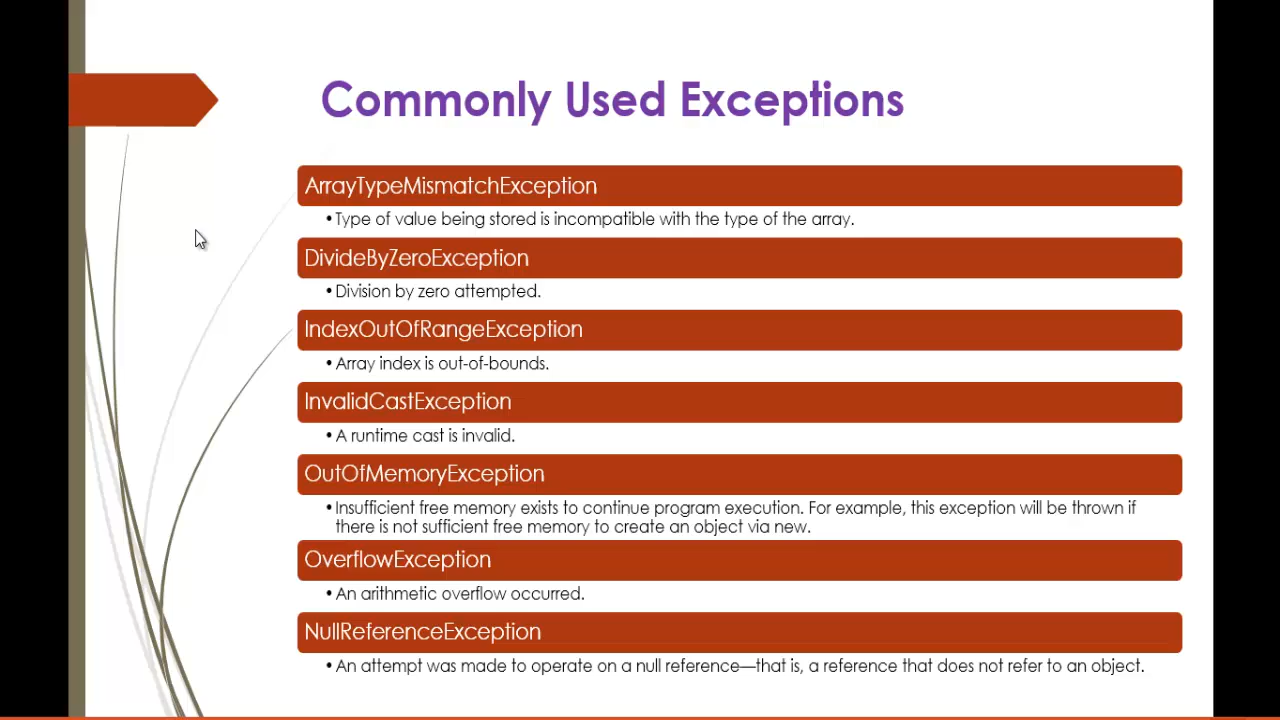 Commonly Used Exceptions
ArrayTypeMismatchException
•Type of value being stored is incompatible with the type of the array.
DivideByZeroException
•Division by zero attempted.
IndexOutOfRangeException
•Array index is out-of-bounds.
InvalidCastException
•A runtime cast is invalid.
OutOfMemoryException
•Insufficient free memory exists to continue program execution. For example, this exception will be thrown if
there is not sufficient free memory to create an object via new.
OverflowException
•An arithmetic overflow occurred.
NullReferenceException
•An attempt was made to operate on a null reference—that is, a reference that does not refer to an object.